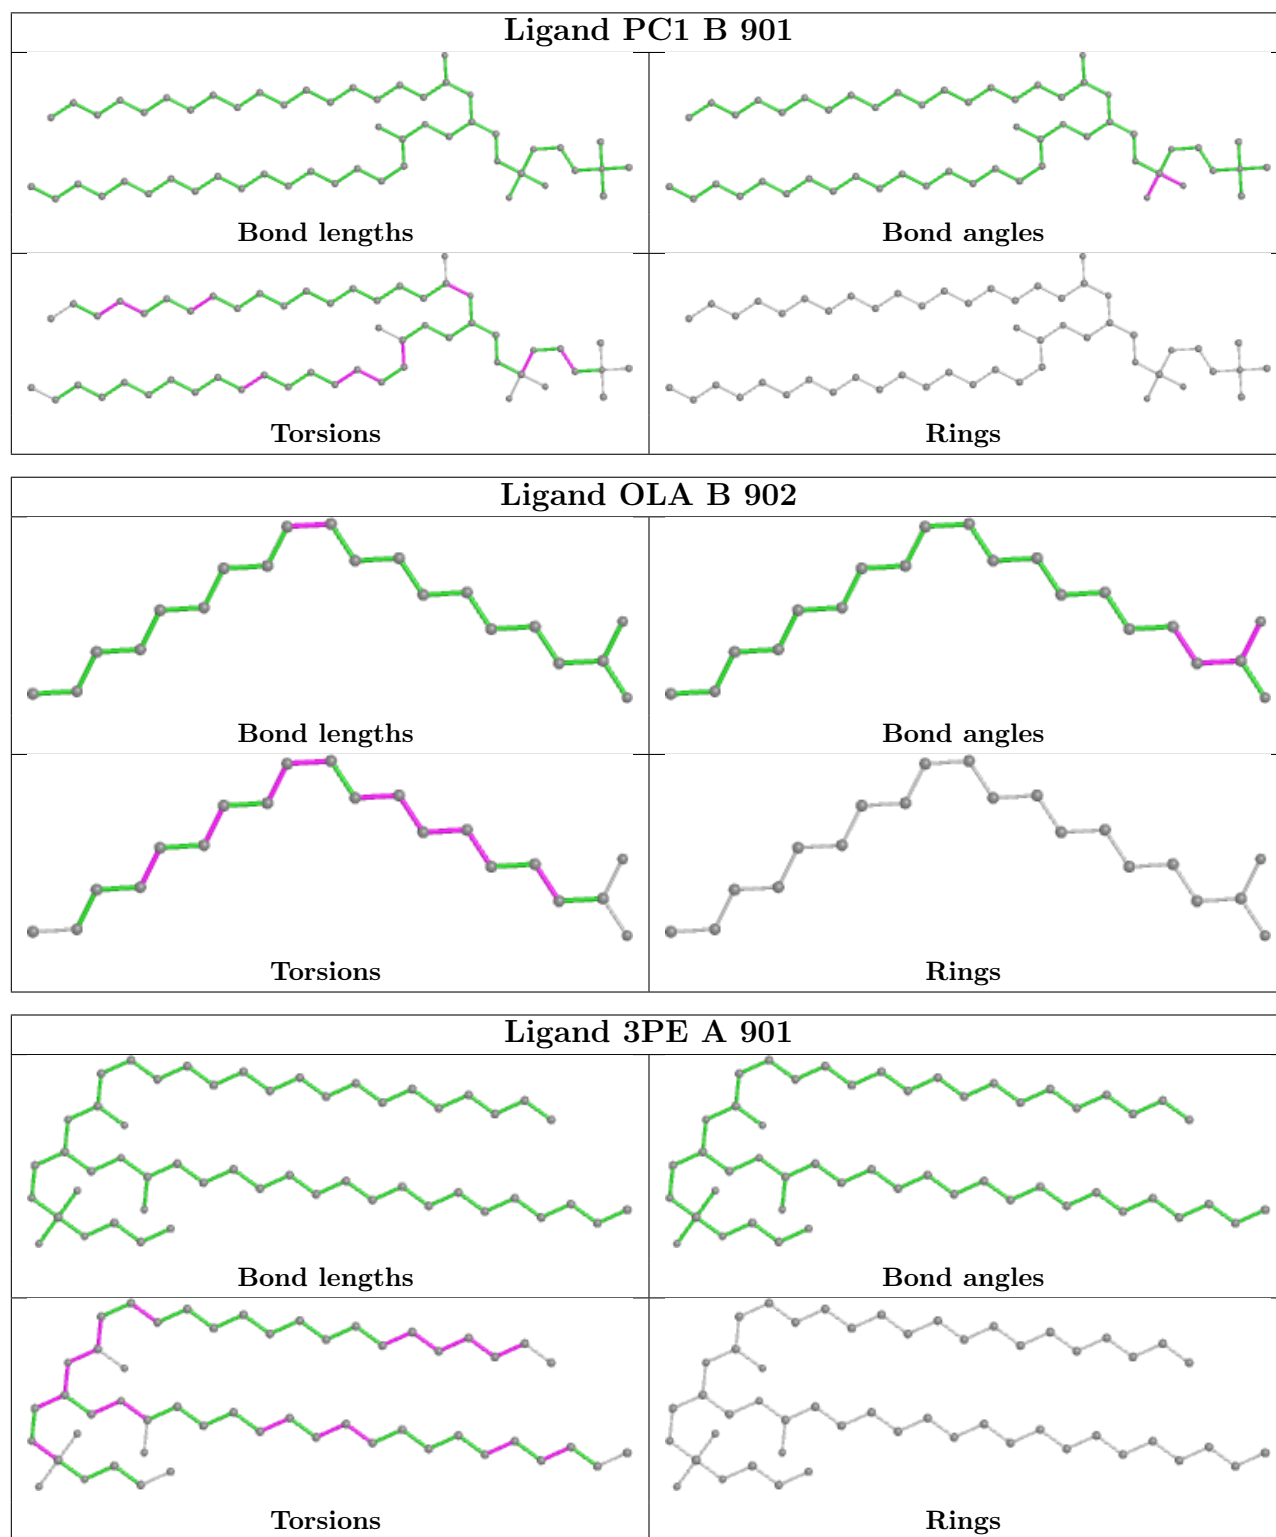 Ligand PC1 B 901
Bond lengths
Bond angles
Torsions
Rings
Ligand OLA B 902
Bond lengths
Bond angles
Torsions
Rings
Ligand 3PE A 901
Bond lengths
Bond angles
Torsions
Rings